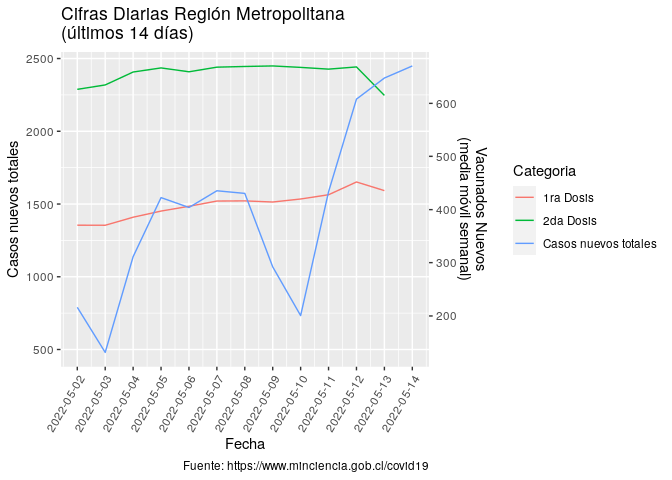 Cifras Diarias Región Metropolitana
(últimos 14 días)
Casos nuevos totales
2500
2000
1500
1000
500
600
500
400
300
200
Vacunados Nuevos
(media móvil semanal)
2022-05-02
2022-05-03
2022-05-04
2022-05-05
2022-05-06
2022-05-07
2022-05-08
2022-05-09
2022-05-10
2022-05-11
2022-05-12
2022-05-13
2022-05-14
Fecha
Categoria
1ra Dosis
2da Dosis
Casos nuevos totales
Fuente: https://www.minciencia.gob.cl/covid19